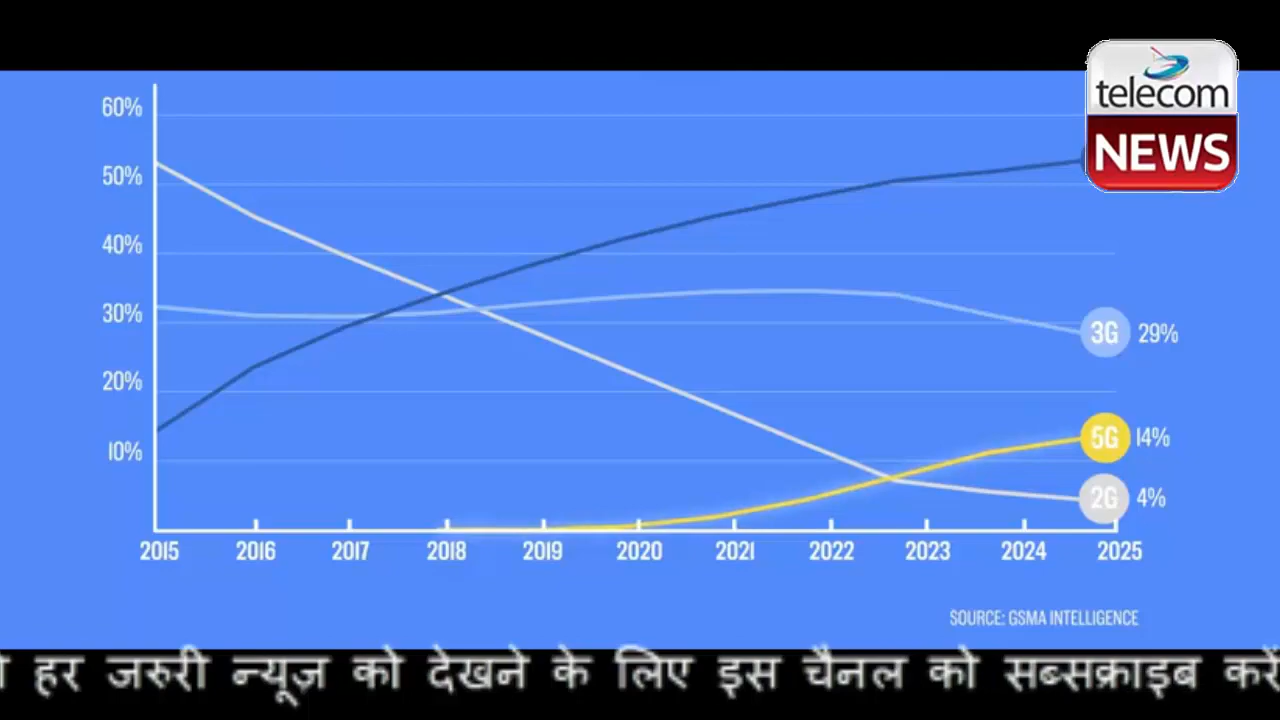 telecom
NEWS
60%
50%
40%
30%
20%
10%
3G 29%
5G 14%
2G 4%
2015 2016 2017 2018 2019 2020 2021 2022 2023 2024 2025
SOURCE: GSMA INTELLIGENCE
हर जरुरी न्यूज़ को देखने के लिए इस चैनल को सब्सक्राइब करें